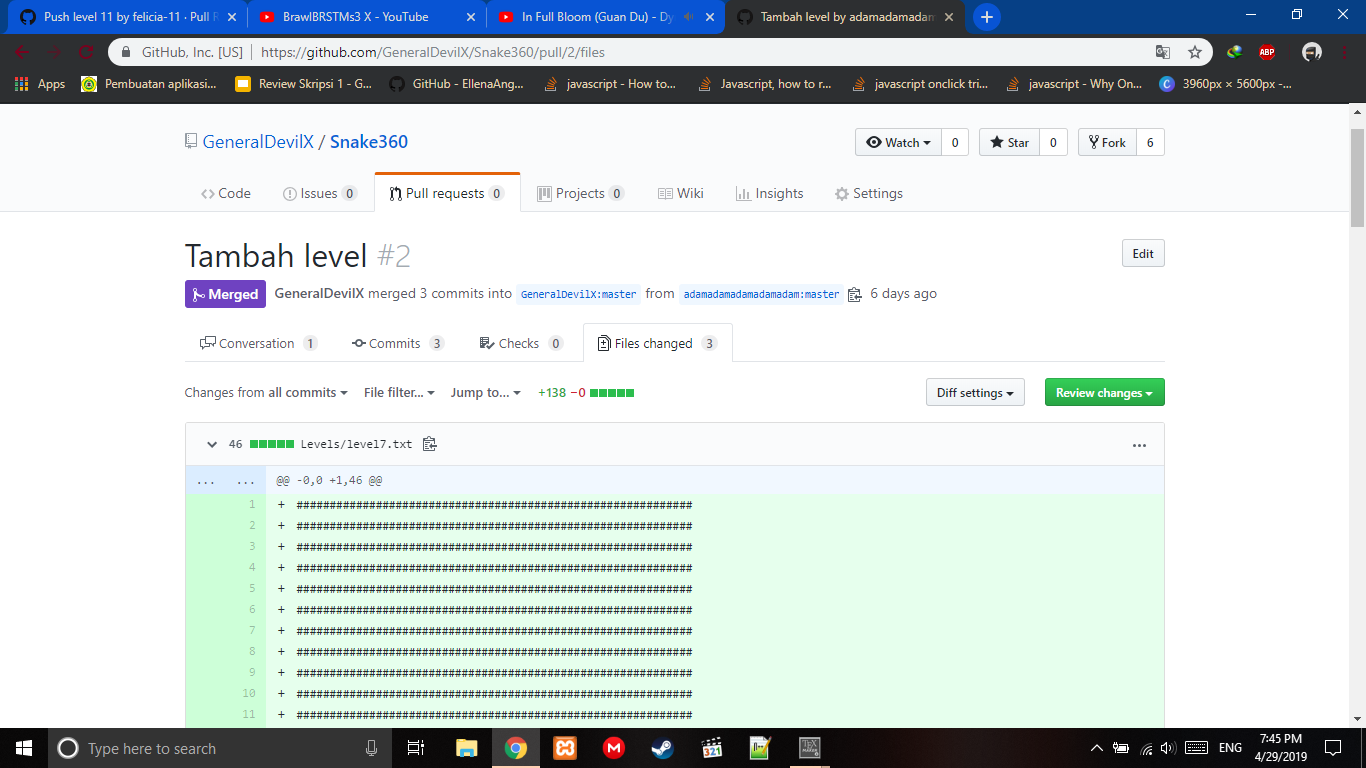 Push level 11 by felicia-11 · Pull R
BrawlBRSTMs3 X - YouTube
In Full Bloom (Guan Du) - Dy
Tambah level by adamadamadam
GitHub, Inc. [US] | https://github.com/GeneralDevilX/Snake360/pull/2/files
ABP
Apps
Pembuatan aplikasi...
Review Skripsi 1 - G...
GitHub - EllenaAng...
javascript - How to...
Javascript, how to r...
javascript onclick tri...
javascript - Why On...
3960px × 5600px -...
GeneralDevilX / Snake360
Watch 0
Star 0
Fork 6
Code
Issues 0
Pull requests 0
Projects 0
Wiki
Insights
Settings
Tambah level #2
Edit
Merged GeneralDevilX merged 3 commits into GeneralDevilX:master from adamadamadamadamadam:master 6 days ago
Conversation 1
Commits 3
Checks 0
Files changed 3
Changes from all commits
File filter...
Jump to...
+138 −0
Diff settings
Review changes
46 Levels/level7.txt
... ... @@ -0,0 +1,46 @@
1 + ############################################################
2 + ############################################################
3 + ############################################################
4 + ############################################################
5 + ############################################################
6 + ############################################################
7 + ############################################################
8 + ############################################################
9 + ############################################################
10 + ############################################################
11 + ############################################################
Type here to search
ENG
7:45 PM
4/29/2019